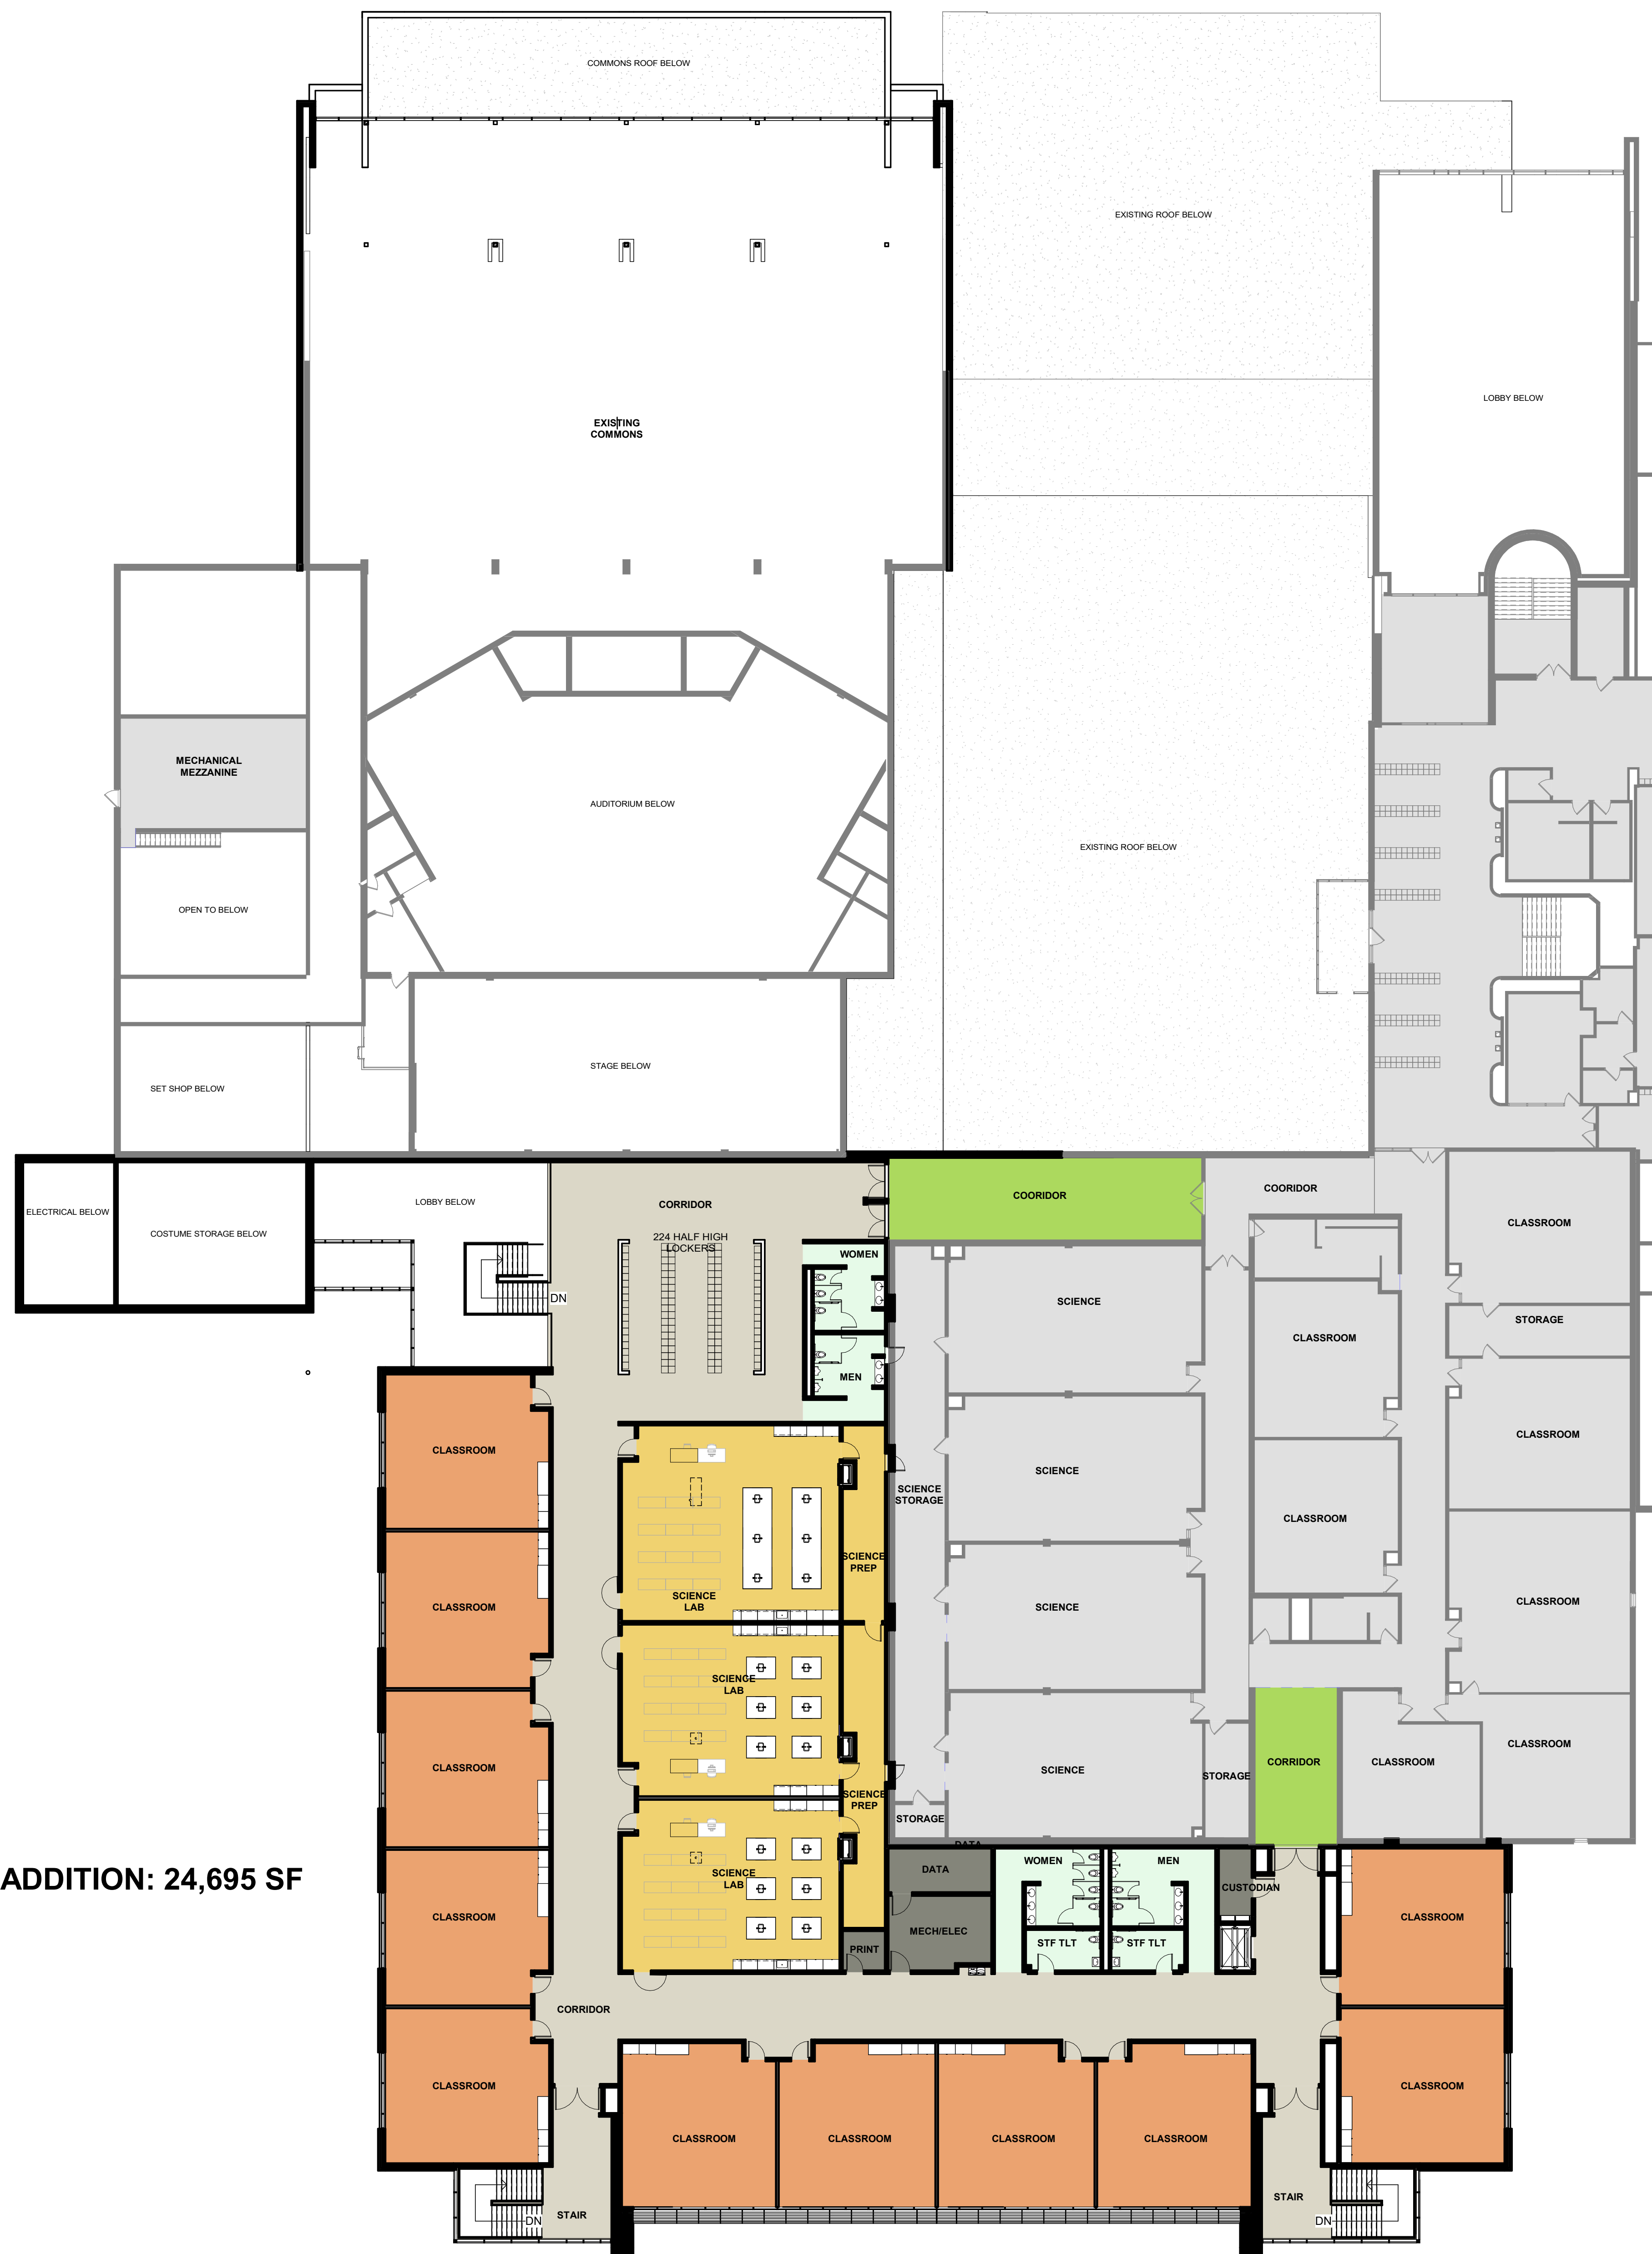 COMMONS ROOF BELOW
EXISTING ROOF BELOW
LOBBY BELOW
EXISTING
COMMONS
MECHANICAL
MEZZANINE
AUDITORIUM BELOW
EXISTING ROOF BELOW
OPEN TO BELOW
STAGE BELOW
SET SHOP BELOW
ELECTRICAL BELOW
COSTUME STORAGE BELOW
LOBBY BELOW
CORRIDOR
COORIDOR
COORIDOR
CLASSROOM
224 HALF HIGH
LOCKERS
WOMEN
DN
SCIENCE
STORAGE
CLASSROOM
MEN
CLASSROOM
CLASSROOM
SCIENCE
SCIENCE
STORAGE
CLASSROOM
SCIENCE
PREP
SCIENCE
LAB
CLASSROOM
SCIENCE
CLASSROOM
SCIENCE
LAB
CLASSROOM
SCIENCE
PREP
SCIENCE
STORAGE
CORRIDOR
CLASSROOM
CLASSROOM
STORAGE
DATA
ADDITION: 24,695 SF
SCIENCE
LAB
DATA
WOMEN
MEN
CUSTODIAN
CLASSROOM
CLASSROOM
MECH/ELEC
PRINT
STF TLT
STF TLT
CORRIDOR
CLASSROOM
CLASSROOM
CLASSROOM
CLASSROOM
CLASSROOM
CLASSROOM
STAIR
DN
STAIR
DN